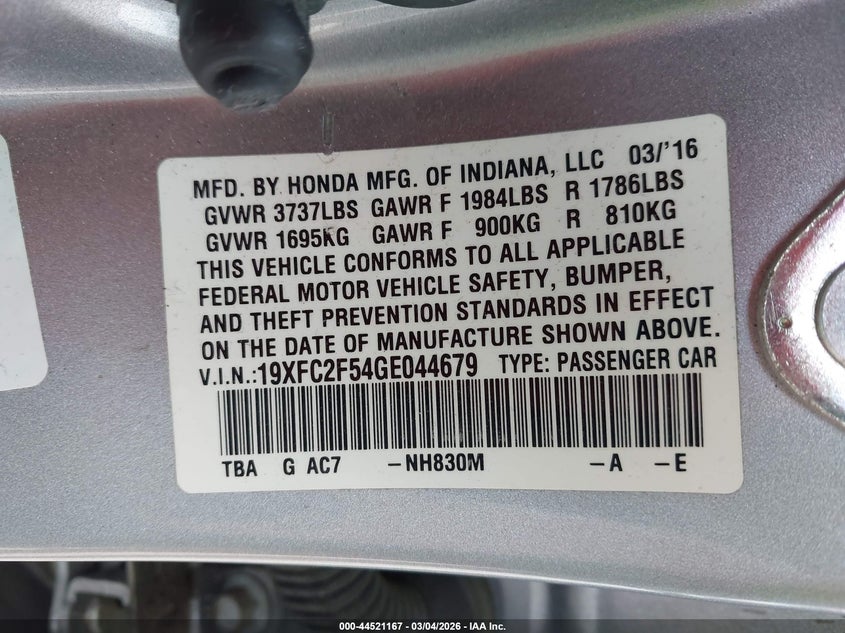 MFD. BY HONDA MFG. OF INDIANA, LLC 03/'16
GVWR 3737LBS GAWR F 1984LBS R 1786LBS
GVWR 1695KG GAWR F 900KG R 810KG
THIS VEHICLE CONFORMS TO ALL APPLICABLE
FEDERAL MOTOR VEHICLE SAFETY, BUMPER,
AND THEFT PREVENTION STANDARDS IN EFFECT
ON THE DATE OF MANUFACTURE SHOWN ABOVE.
V.I.N.:19XFC2F54GE044679 TYPE: PASSENGER CAR
TBA G AC7 –NH830M –A –E
000-44521167 — 03/04/2026 — IAA Inc.